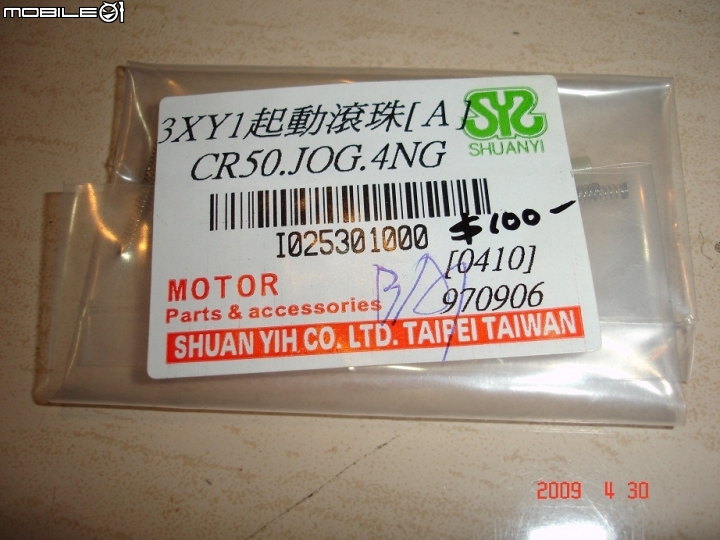 MOBILE01
3XY1起動滾珠[A]
SYS
SHUANYI
CR50.JOG.4NG
I025301000
$100-
[0410]
970906
MOTOR
Parts & accessories
SHUAN YIH CO. LTD. TAIPEI TAIWAN
2009 4 30